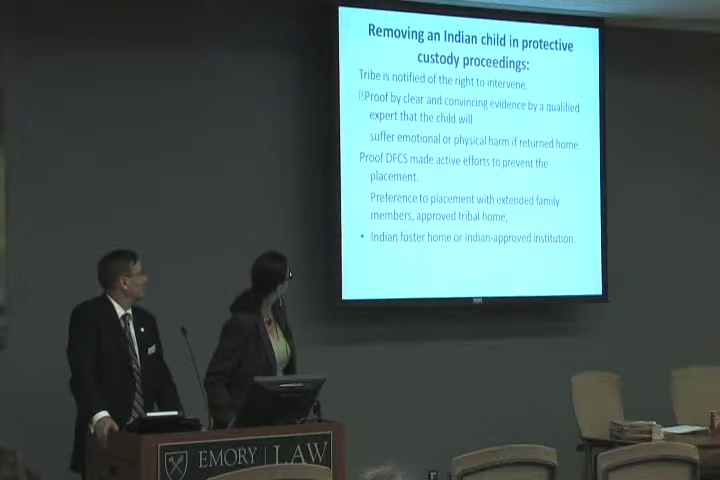 Removing an Indian child in protective
custody proceedings:
Tribe is notified of the right to intervene.
Proof by clear and convincing evidence by a qualified
expert that the child will
suffer emotional or physical harm if returned home.
Proof DFCS made active efforts to prevent the
placement.
Preference to placement with extended family
members, approved tribal home,
• Indian foster home or Indian-approved institution.
EMORY | LAW